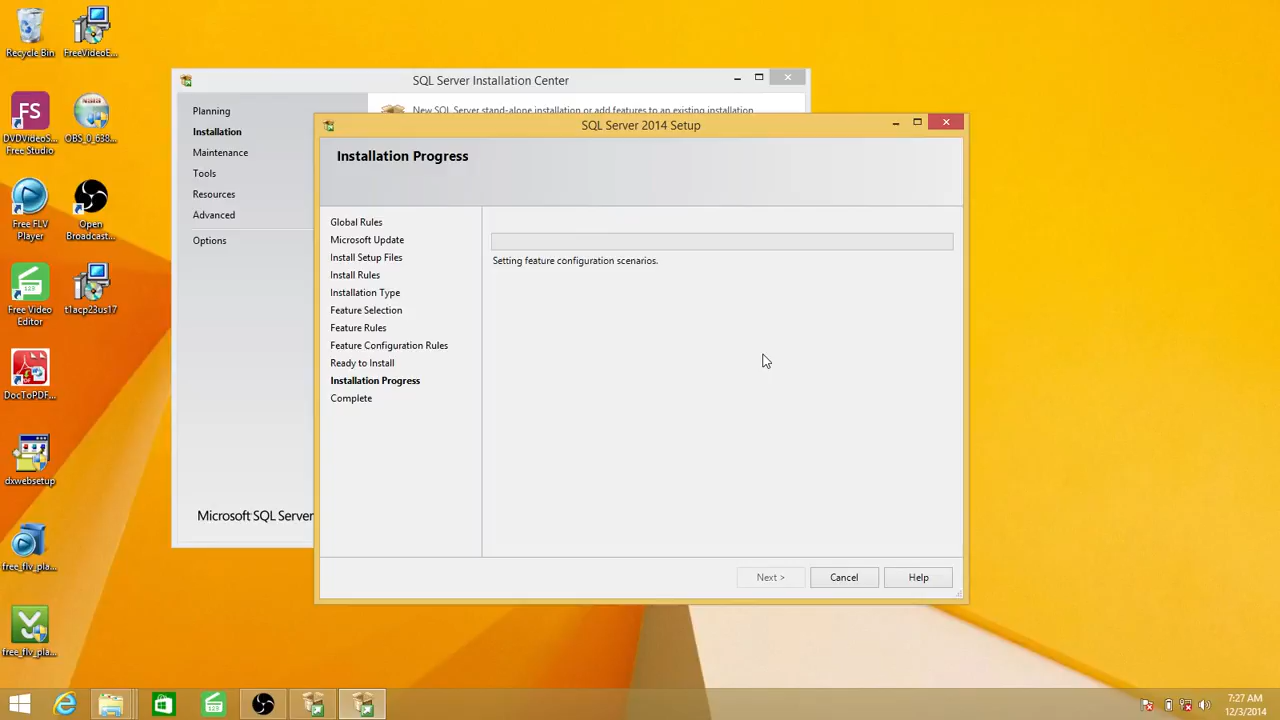 Recycle Bin
FreeVideoE...
DVDVideoS...
Free Studio
OBS_0_638...
Free FLV
Player
Open
Broadcast...
Free Video
Editor
t1acp23us17
DocToPDF...
dxwebsetup
free_flv_pla...
free_flv_pla...
SQL Server Installation Center
Planning
Installation
Maintenance
Tools
Resources
Advanced
Options
New SQL Server stand-alone installation or add features to an existing installation
Microsoft SQL Server
SQL Server 2014 Setup
Installation Progress
Global Rules
Microsoft Update
Install Setup Files
Install Rules
Installation Type
Feature Selection
Feature Rules
Feature Configuration Rules
Ready to Install
Installation Progress
Complete
Setting feature configuration scenarios.
Next >
Cancel
Help
7:27 AM
12/3/2014